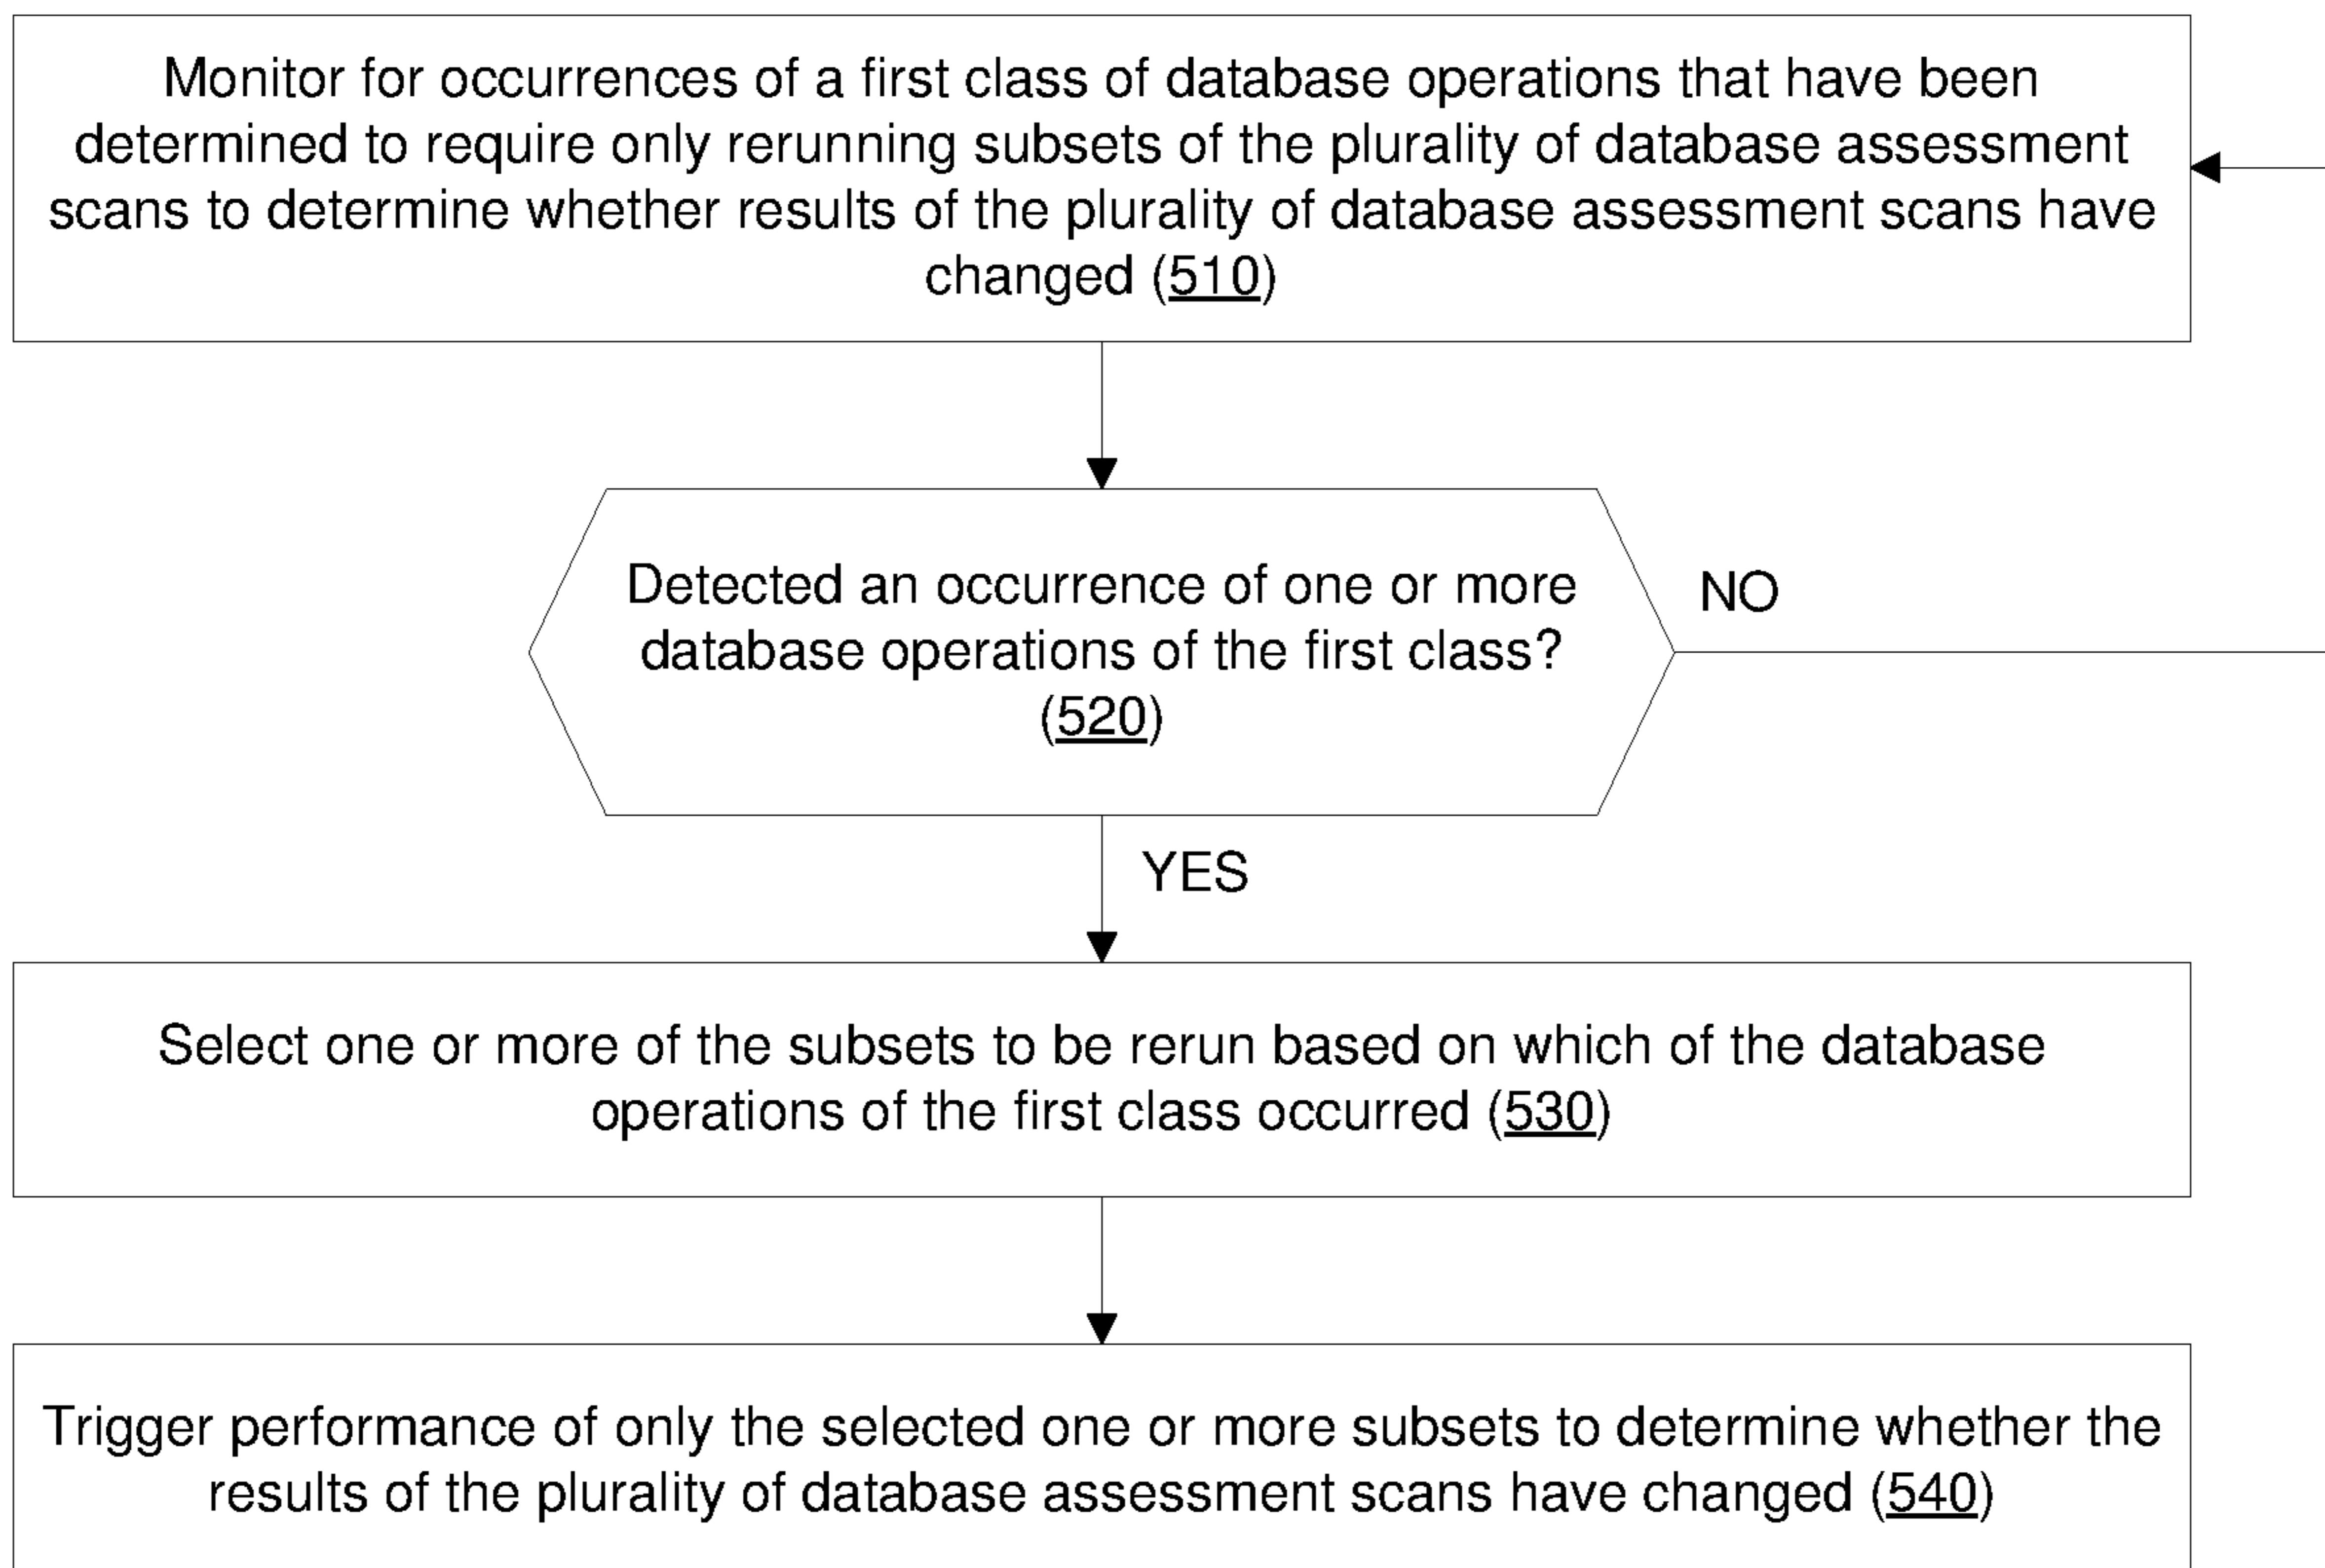 Monitor for occurrences of a first class of database operations that have been
determined to require only rerunning subsets of the plurality of database assessment
scans to determine whether results of the plurality of database assessment scans have
changed (510)
Detected an occurrence of one or more
database operations of the first class?
(520)
NO
YES
Select one or more of the subsets to be rerun based on which of the database
operations of the first class occurred (530)
Trigger performance of only the selected one or more subsets to determine whether the
results of the plurality of database assessment scans have changed (540)